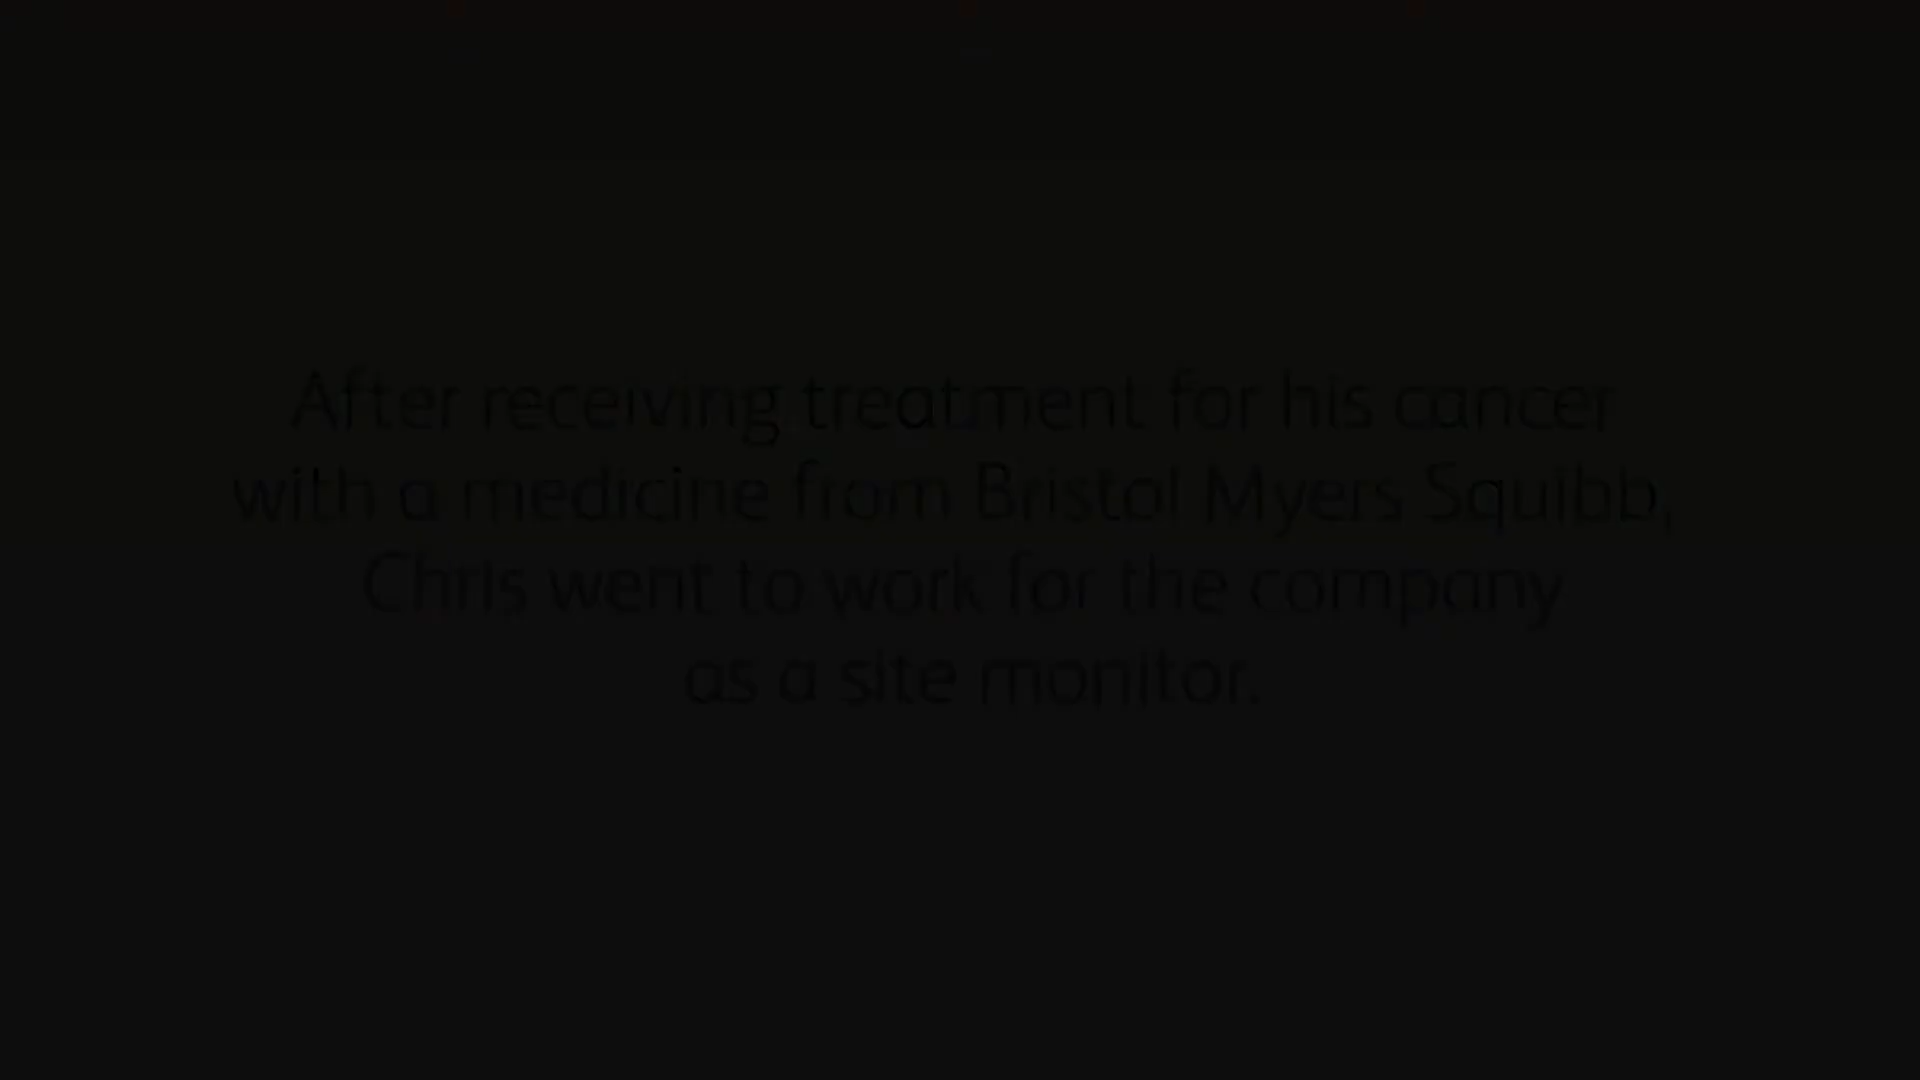 After receiving treatment for his cancer
with a medicine from Bristol Myers Squibb,
Chris went to work for the company
as a site monitor.